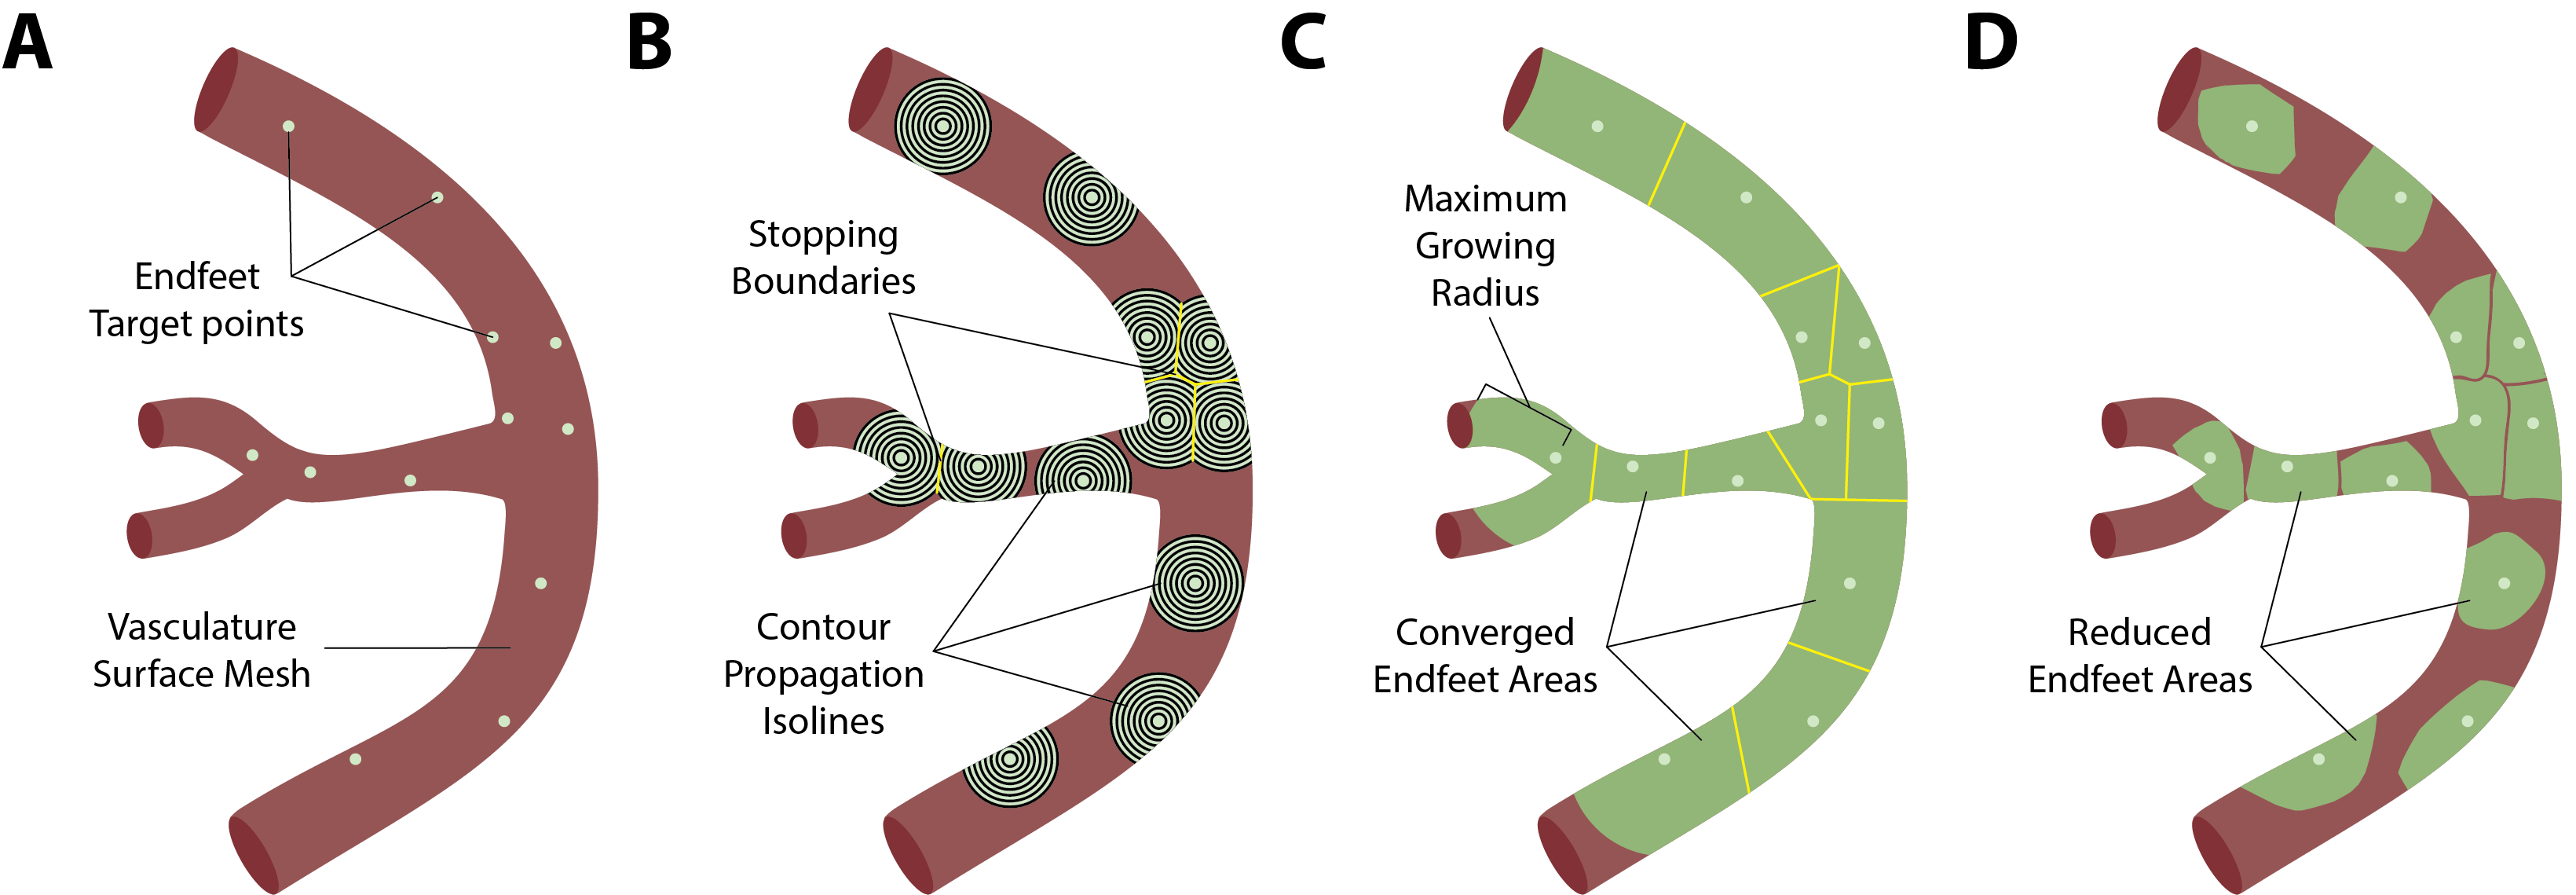 A
B
C
D
Endfeet
Target points
Vasculature
Surface Mesh
Stopping
Boundaries
Contour
Propagation
Isolines
Maximum
Growing
Radius
Converged
Endfeet Areas
Reduced
Endfeet Areas